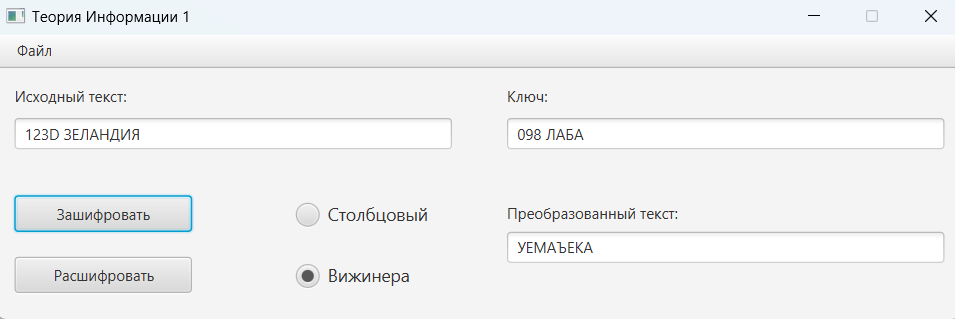 Теория Информации 1
Файл
Исходный текст:
Ключ:
123D ЗЕЛАНДИЯ
098 ЛАБА
Зашифровать
Столбцовый
Преобразованный текст:
УЕМАЪЕКА
Расшифровать
Вижинера